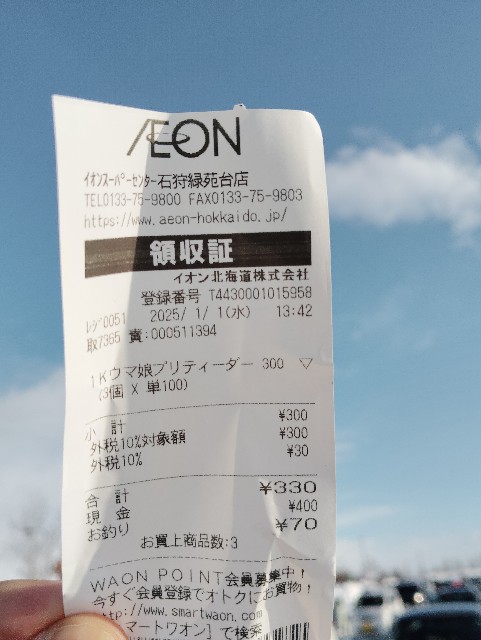 ÆON
イオンスーパーセンター石狩緑苑台店
TEL0133-75-9800 FAX0133-75-9803
https://www.aeon-hokkaido.jp/
領収証
イオン北海道株式会社
登録番号 T4430001015958
レジ0051 2025/ 1/ 1(水) 13:42
取7365 責:000511394
1Kウマ娘プリティーダー 300 ▽
(3個 X 単100)
小 計 ¥300
外税10%対象額 ¥300
外税10% ¥30
合 計 ¥330
現 金 ¥400
お釣り ¥70
お買上商品数:3
WAON POINT会員募集中!
今すぐ会員登録でオトクにお買物!
http://www.smartwaon.com
マートワオン]で検索